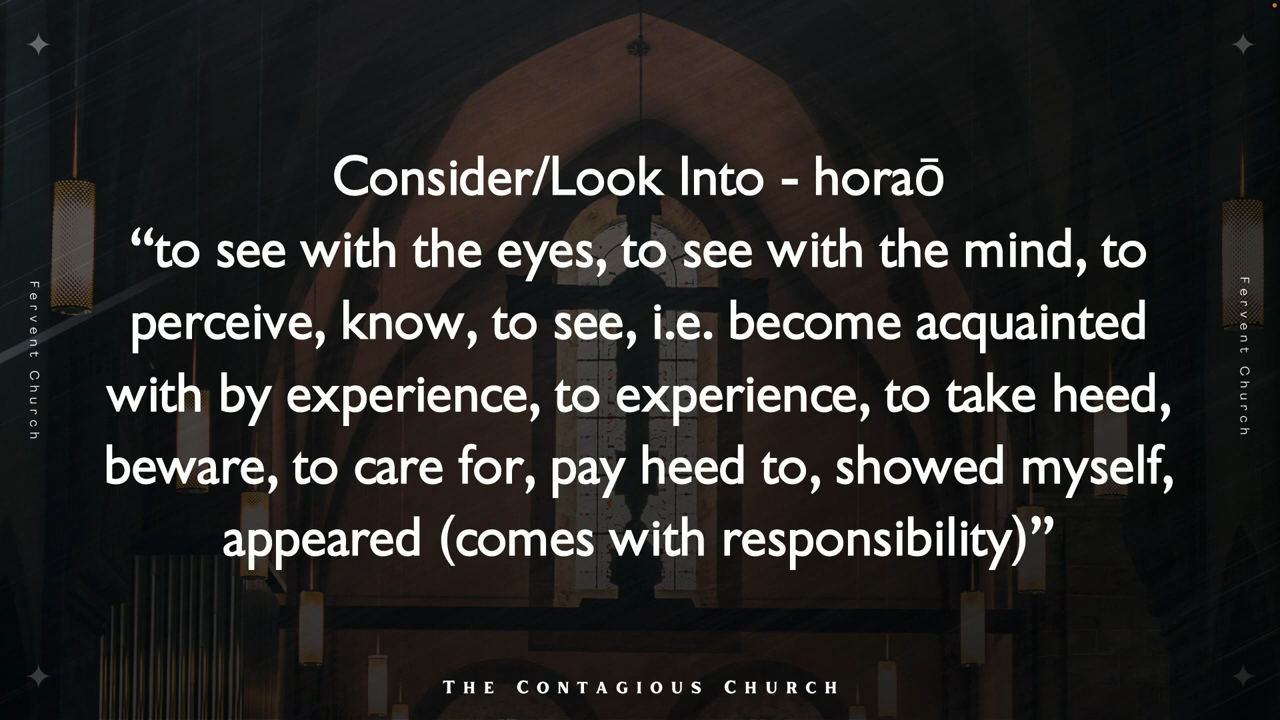 Consider/Look Into - horaō
“to see with the eyes, to see with the mind, to
perceive, know, to see, i.e. become acquainted
with by experience, to experience, to take heed,
beware, to care for, pay heed to, showed myself,
appeared (comes with responsibility)”
Fervent Church
Fervent Church
The Contagious Church